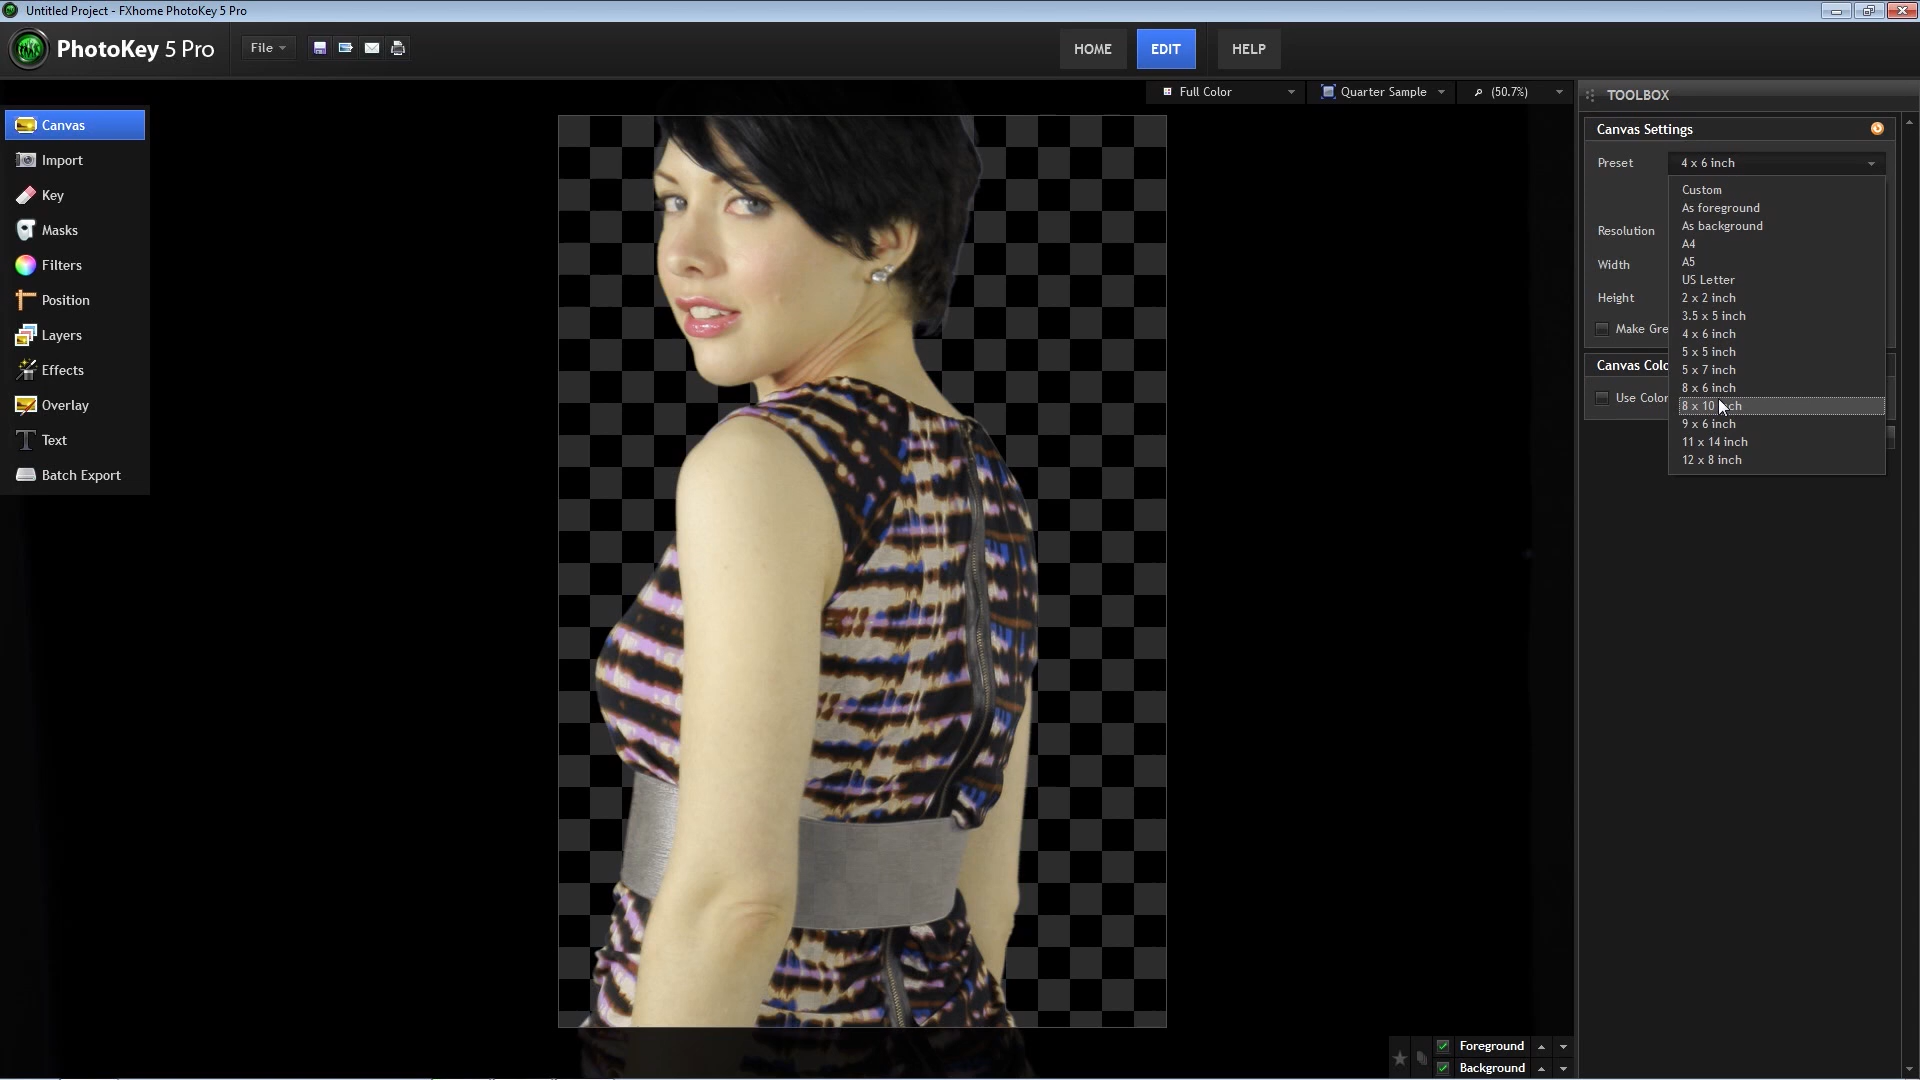 Untitled Project - FXhome PhotoKey 5 Pro
PhotoKey 5 Pro
File
HOME
EDIT
HELP
Full Color
Quarter Sample
(50.7%)
TOOLBOX
Canvas
Import
Key
Masks
Filters
Position
Layers
Effects
Overlay
Text
Batch Export
Canvas Settings
Preset
4 x 6 inch
Custom
As foreground
As background
A4
A5
US Letter
2 x 2 inch
3.5 x 5 inch
4 x 6 inch
5 x 5 inch
5 x 7 inch
8 x 6 inch
8 x 10 inch
9 x 6 inch
11 x 14 inch
12 x 8 inch
Resolution
Width
Height
Make Gre
Canvas Colo
Use Color
Foreground
Background